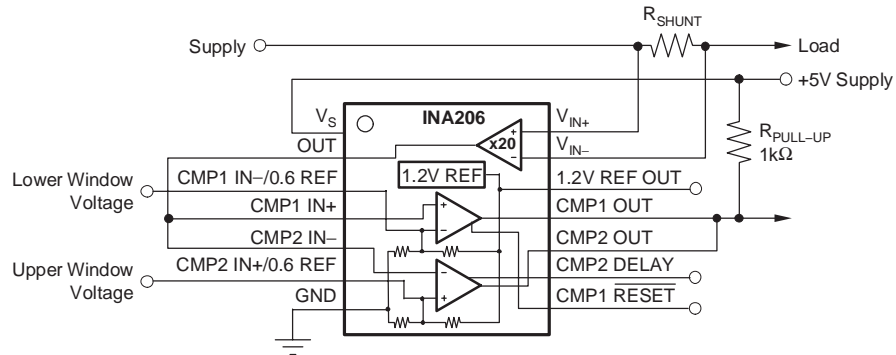 R_SHUNT
Supply
Load
+5V Supply
V_S
INA206
V_IN+
OUT
x20
+
−
V_IN−
R_PULL−UP
1kΩ
Lower Window
Voltage
CMP1 IN−/0.6 REF
1.2V REF
1.2V REF OUT
CMP1 IN+
+
−
CMP1 OUT
CMP2 IN−
CMP2 OUT
Upper Window
Voltage
CMP2 IN+/0.6 REF
−
+
CMP2 DELAY
GND
CMP1 R̅E̅S̅E̅T̅